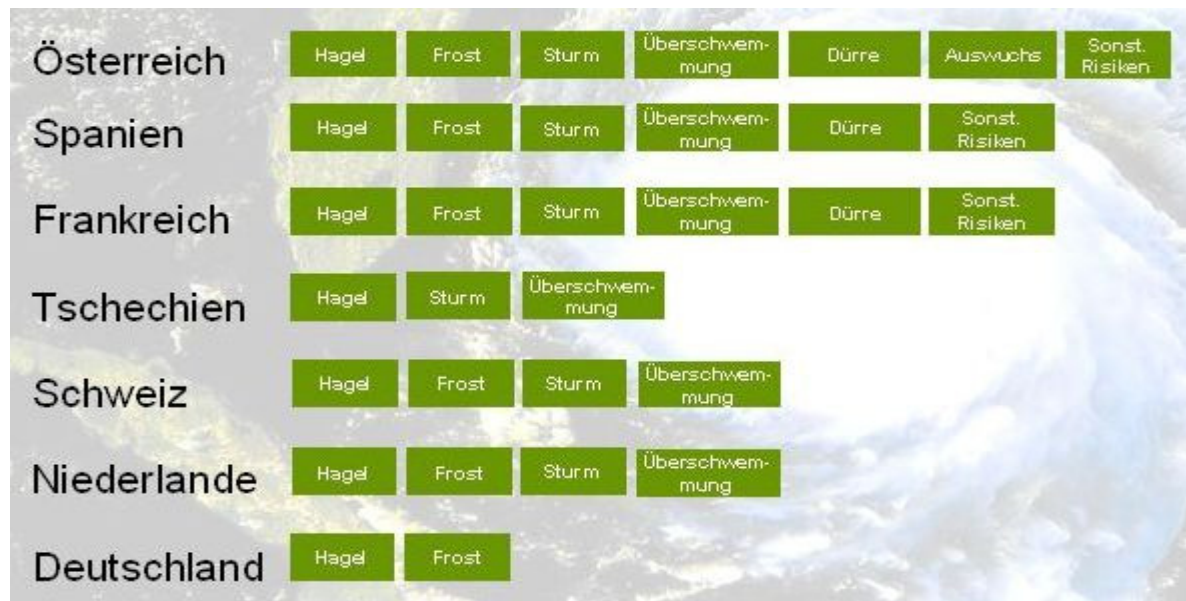 Österreich Hagel Frost Sturm Überschwem- Dürre Auswuchs Sonst.
mung Risiken
Spanien Hagel Frost Sturm Überschwem- Dürre Sonst.
mung Risiken
Frankreich Hagel Frost Sturm Überschwem- Dürre Sonst.
mung Risiken
Tschechien Hagel Sturm Überschwem-
mung
Schweiz Hagel Frost Sturm Überschwem-
mung
Niederlande Hagel Frost Sturm Überschwem-
mung
Deutschland Hagel Frost